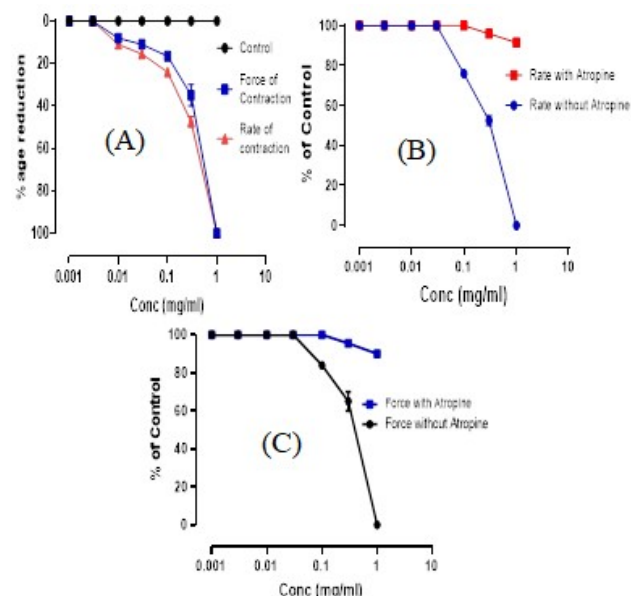 0
20
40
60
80
100
% age reduction
(A)
Control
Force of
Contraction
Rate of
contraction
0.001 0.01 0.1 1 10
Conc (mg/ml)
100
80
60
40
20
0
% of Control
(B)
Rate with Atropine
Rate without Atropine
0.001 0.01 0.1 1 10
Conc (mg/ml)
100
80
60
40
20
0
% of Control
(C)
Force with Atropine
Force without Atropine
0.001 0.01 0.1 1 10
Conc (mg/ml)